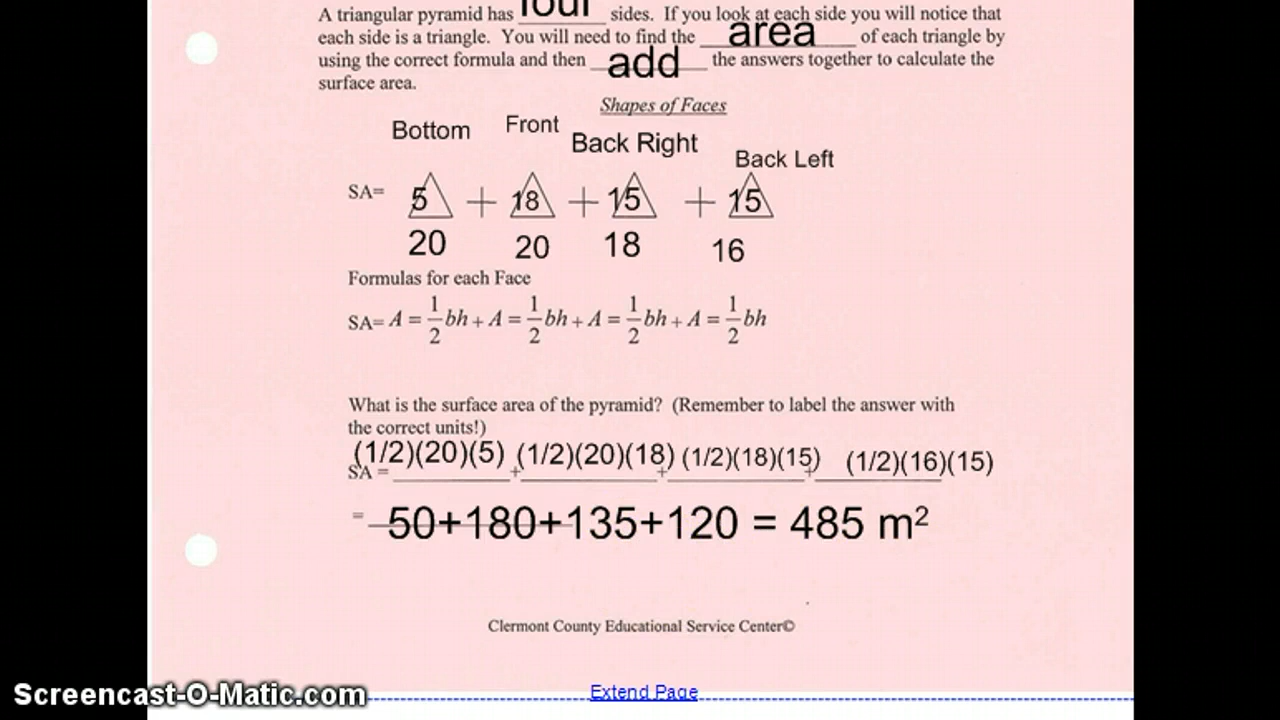 A triangular pyramid has four sides. If you look at each side you will notice that
each side is a triangle. You will need to find the area of each triangle by
using the correct formula and then add the answers together to calculate the
surface area.
Shapes of Faces
Bottom Front Back Right Back Left
SA= 5 + 18 + 15 + 15
20 20 18 16
Formulas for each Face
SA= A = 1/2 bh + A = 1/2 bh + A = 1/2 bh + A = 1/2 bh
What is the surface area of the pyramid? (Remember to label the answer with
the correct units!)
SA = (1/2)(20)(5) + (1/2)(20)(18) + (1/2)(18)(15) + (1/2)(16)(15)
= 50+180+135+120 = 485 m²
Clermont County Educational Service Center©
Extend Page
Screencast-O-Matic.com